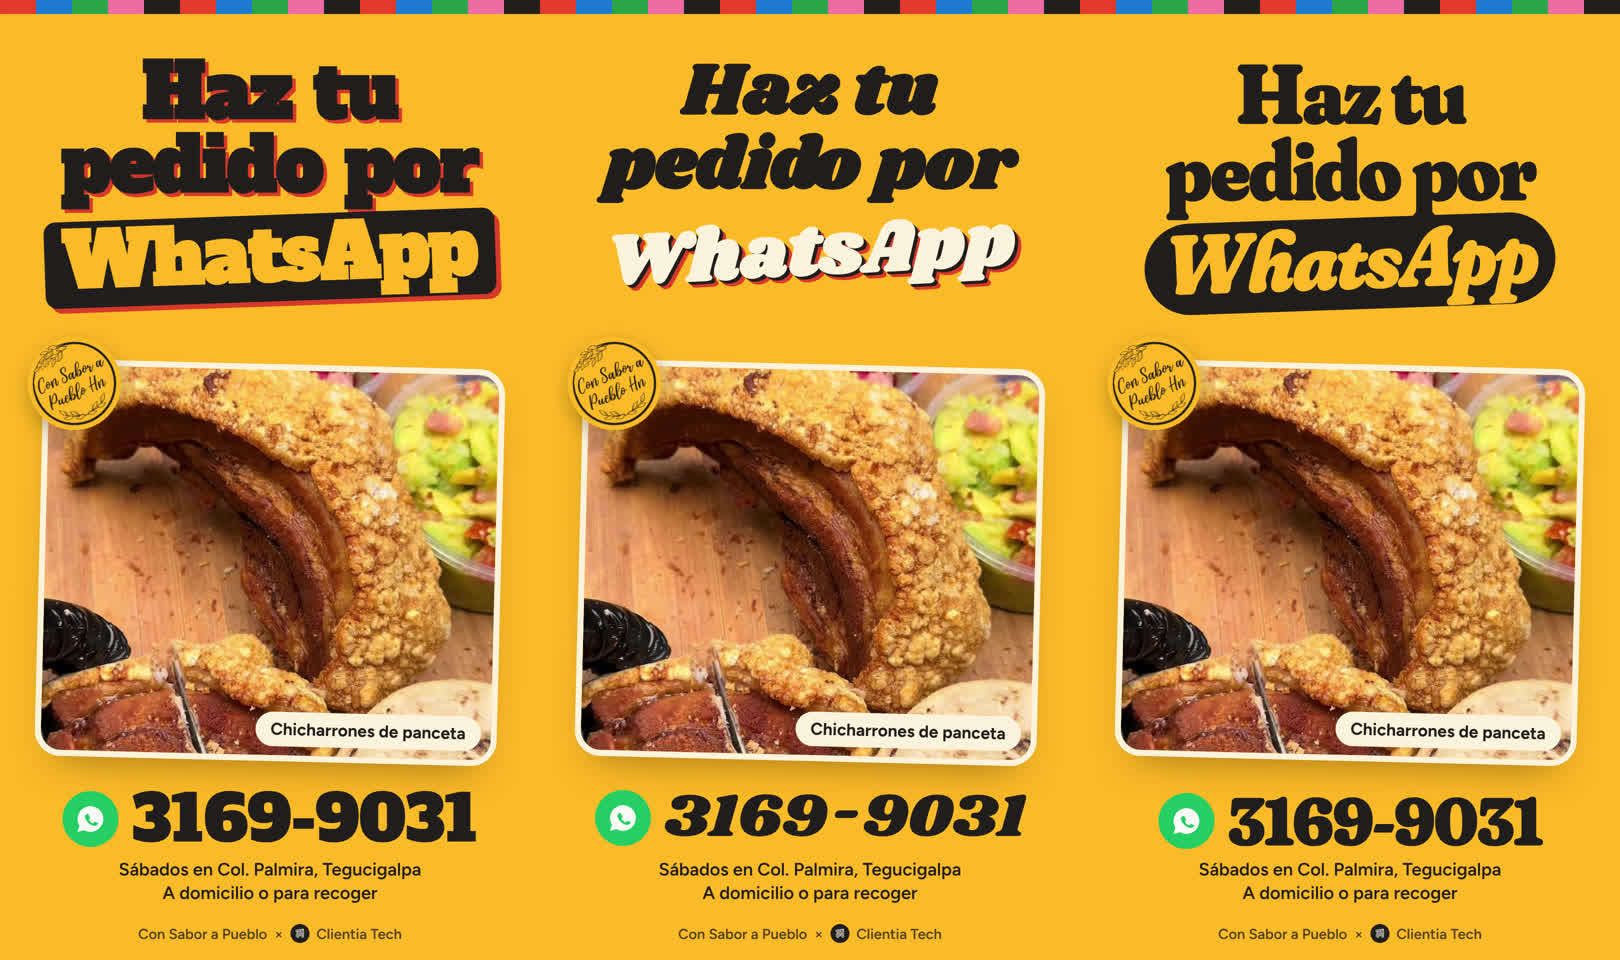 Haz tu
pedido por
WhatsApp
Con Sabor a
Pueblo Hn
Chicharrones de panceta
3169-9031
Sábados en Col. Palmira, Tegucigalpa
A domicilio o para recoger
Con Sabor a Pueblo × Clientia Tech
Haz tu
pedido por
WhatsApp
Con Sabor a
Pueblo Hn
Chicharrones de panceta
3169-9031
Sábados en Col. Palmira, Tegucigalpa
A domicilio o para recoger
Con Sabor a Pueblo × Clientia Tech
Haz tu
pedido por
WhatsApp
Con Sabor a
Pueblo Hn
Chicharrones de panceta
3169-9031
Sábados en Col. Palmira, Tegucigalpa
A domicilio o para recoger
Con Sabor a Pueblo × Clientia Tech